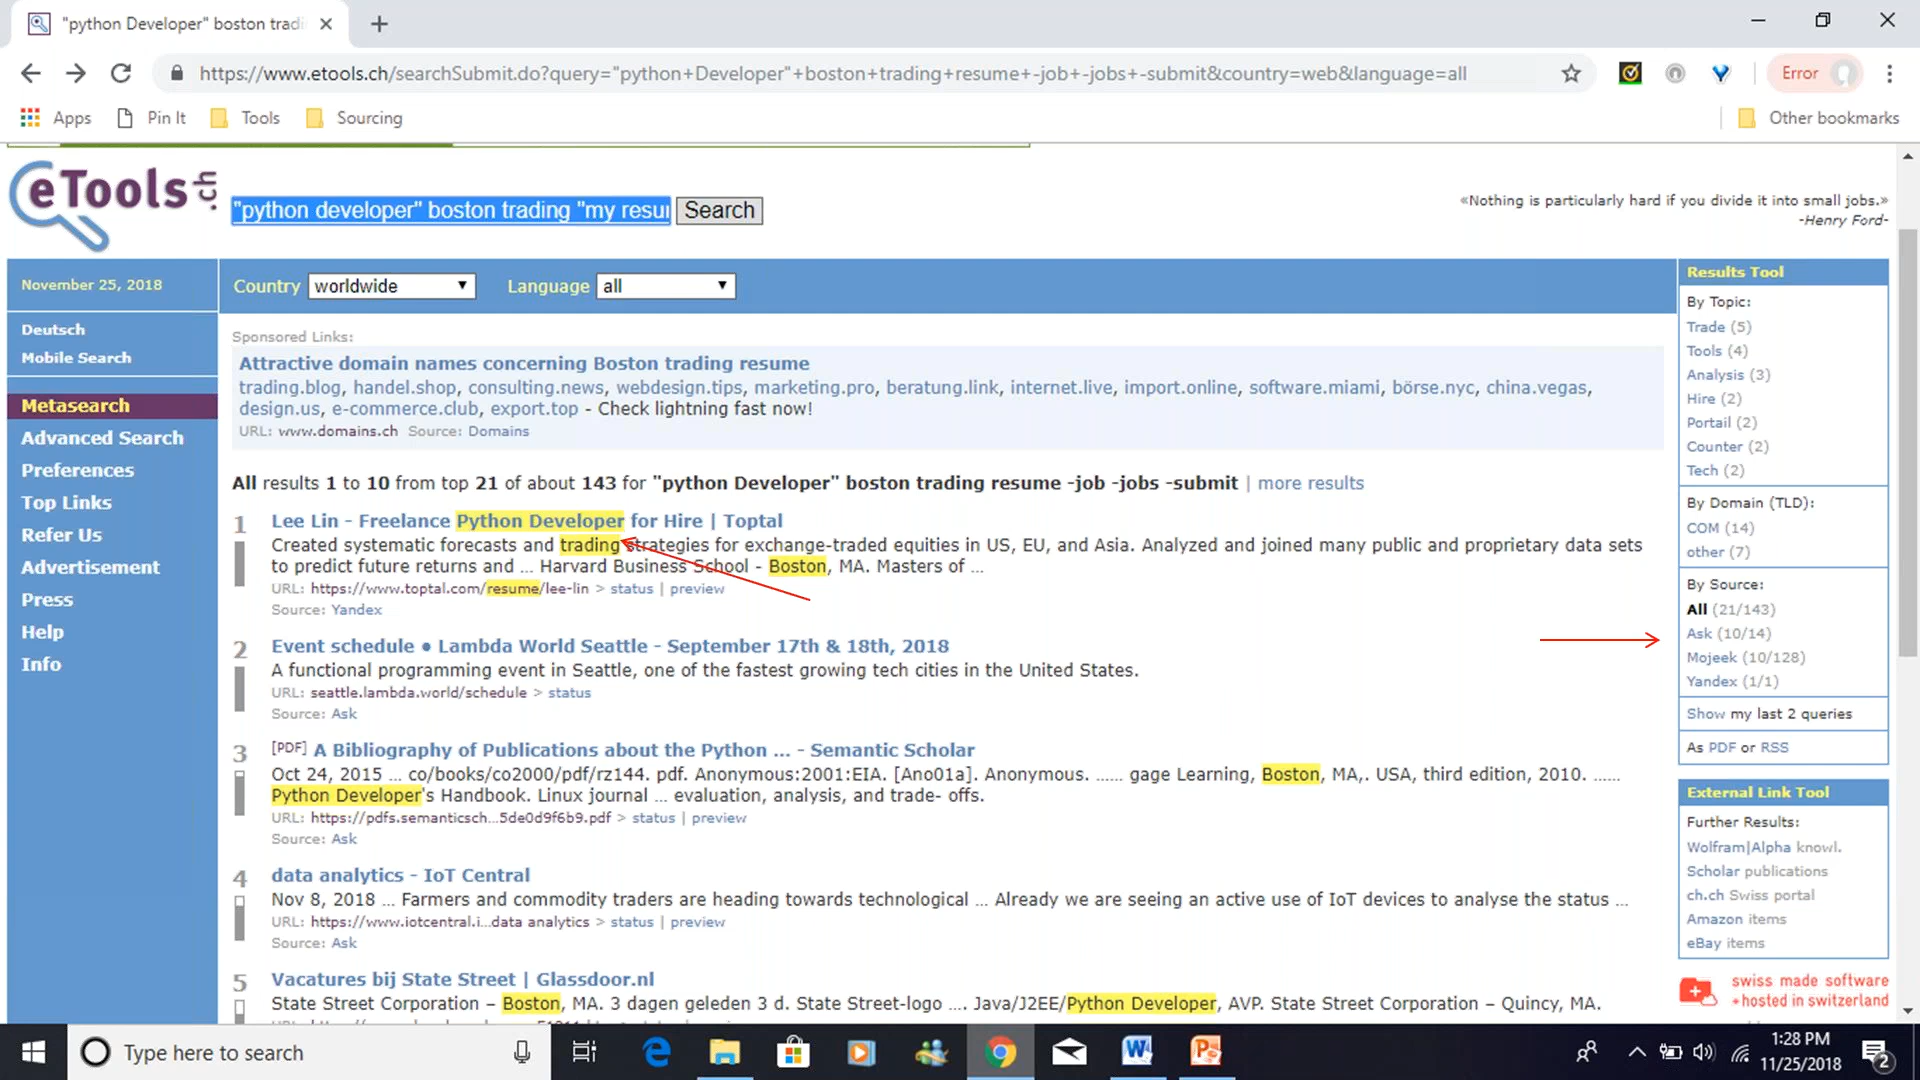 "python Developer" boston tradi
https://www.etools.ch/searchSubmit.do?query="python+Developer"+boston+trading+resume+-job+-jobs+-submit&country=web&language=all
Error
Apps Pin It Tools Sourcing Other bookmarks
eTools.ch
"python developer" boston trading "my resu
Search
«Nothing is particularly hard if you divide it into small jobs.»
-Henry Ford-
November 25, 2018
Deutsch
Mobile Search
Metasearch
Advanced Search
Preferences
Top Links
Refer Us
Advertisement
Press
Help
Info
Country worldwide Language all
Sponsored Links:
Attractive domain names concerning Boston trading resume
trading.blog, handel.shop, consulting.news, webdesign.tips, marketing.pro, beratung.link, internet.live, import.online, software.miami, börse.nyc, china.vegas,
design.us, e-commerce.club, export.top - Check lightning fast now!
URL: www.domains.ch Source: Domains
All results 1 to 10 from top 21 of about 143 for "python Developer" boston trading resume -job -jobs -submit | more results
1 Lee Lin - Freelance Python Developer for Hire | Toptal
Created systematic forecasts and trading strategies for exchange-traded equities in US, EU, and Asia. Analyzed and joined many public and proprietary data sets
to predict future returns and ... Harvard Business School - Boston, MA. Masters of ...
URL: https://www.toptal.com/resume/lee-lin > status | preview
Source: Yandex
2 Event schedule ● Lambda World Seattle - September 17th & 18th, 2018
A functional programming event in Seattle, one of the fastest growing tech cities in the United States.
URL: seattle.lambda.world/schedule > status
Source: Ask
3 [PDF] A Bibliography of Publications about the Python ... - Semantic Scholar
Oct 24, 2015 ... co/books/co2000/pdf/rz144. pdf. Anonymous:2001:EIA. [Ano01a]. Anonymous. ...... gage Learning, Boston, MA,. USA, third edition, 2010. ......
Python Developer's Handbook. Linux journal ... evaluation, analysis, and trade- offs.
URL: https://pdfs.semanticsch...5de0d9f6b9.pdf > status | preview
Source: Ask
4 data analytics - IoT Central
Nov 8, 2018 ... Farmers and commodity traders are heading towards technological ... Already we are seeing an active use of IoT devices to analyse the status ...
URL: https://www.iotcentral.i...data analytics > status | preview
Source: Ask
5 Vacatures bij State Street | Glassdoor.nl
State Street Corporation – Boston, MA. 3 dagen geleden 3 d. State Street-logo .... Java/J2EE/Python Developer, AVP. State Street Corporation – Quincy, MA.
Results Tool
By Topic:
Trade (5)
Tools (4)
Analysis (3)
Hire (2)
Portail (2)
Counter (2)
Tech (2)
By Domain (TLD):
COM (14)
other (7)
By Source:
All (21/143)
Ask (10/14)
Mojeek (10/128)
Yandex (1/1)
Show my last 2 queries
As PDF or RSS
External Link Tool
Further Results:
Wolfram|Alpha knowl.
Scholar publications
ch.ch Swiss portal
Amazon items
eBay items
swiss made software
+hosted in switzerland
Type here to search
1:28 PM
11/25/2018
2